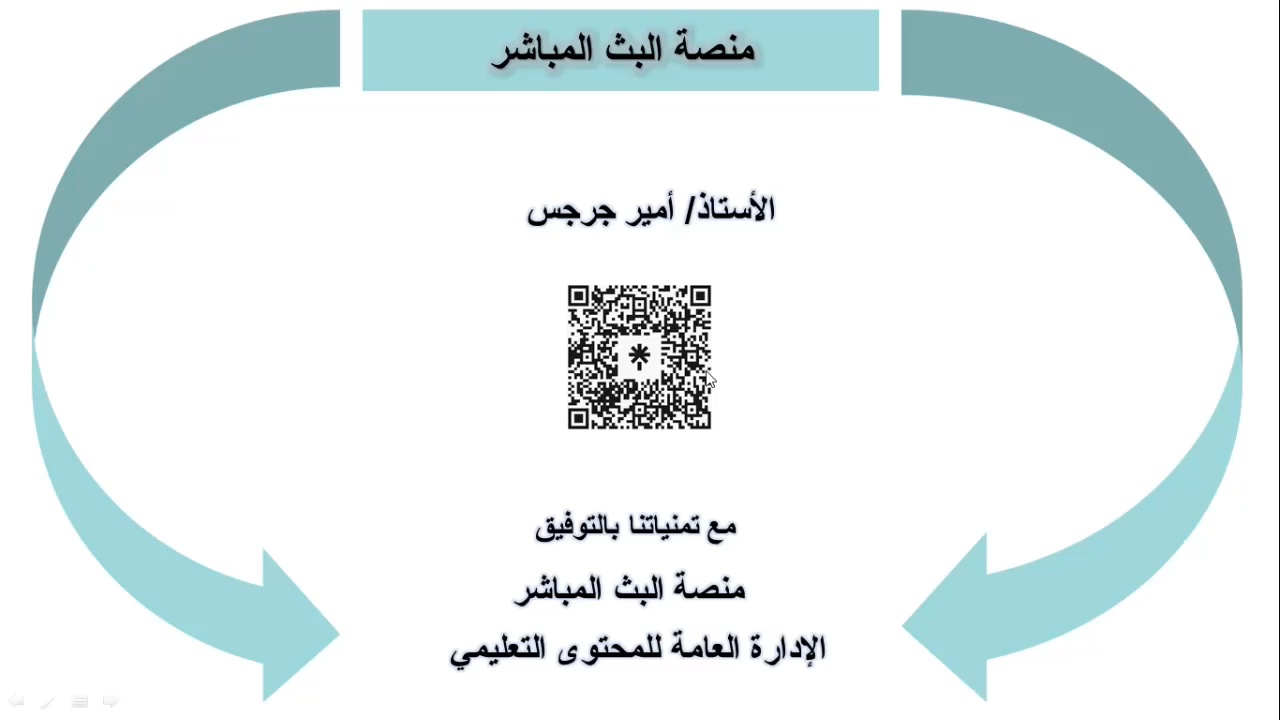 منصة البث المباشر
الأستاذ/ أمير جرجس
مع تمنياتنا بالتوفيق
منصة البث المباشر
الإدارة العامة للمحتوى التعليمي